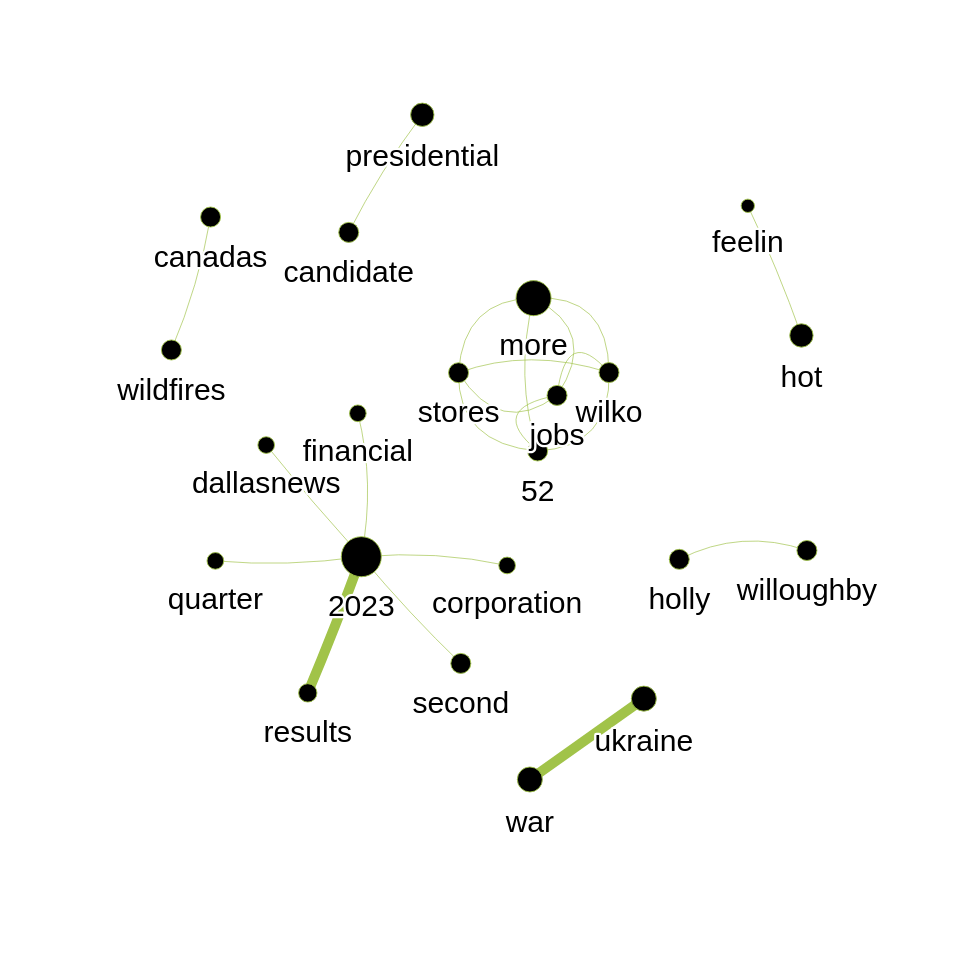 presidential
feelin
canadas
candidate
more
hot
wildfires
stores
wilko
jobs
financial
dallasnews
52
quarter
2023
corporation
holly
willoughby
second
results
ukraine
war